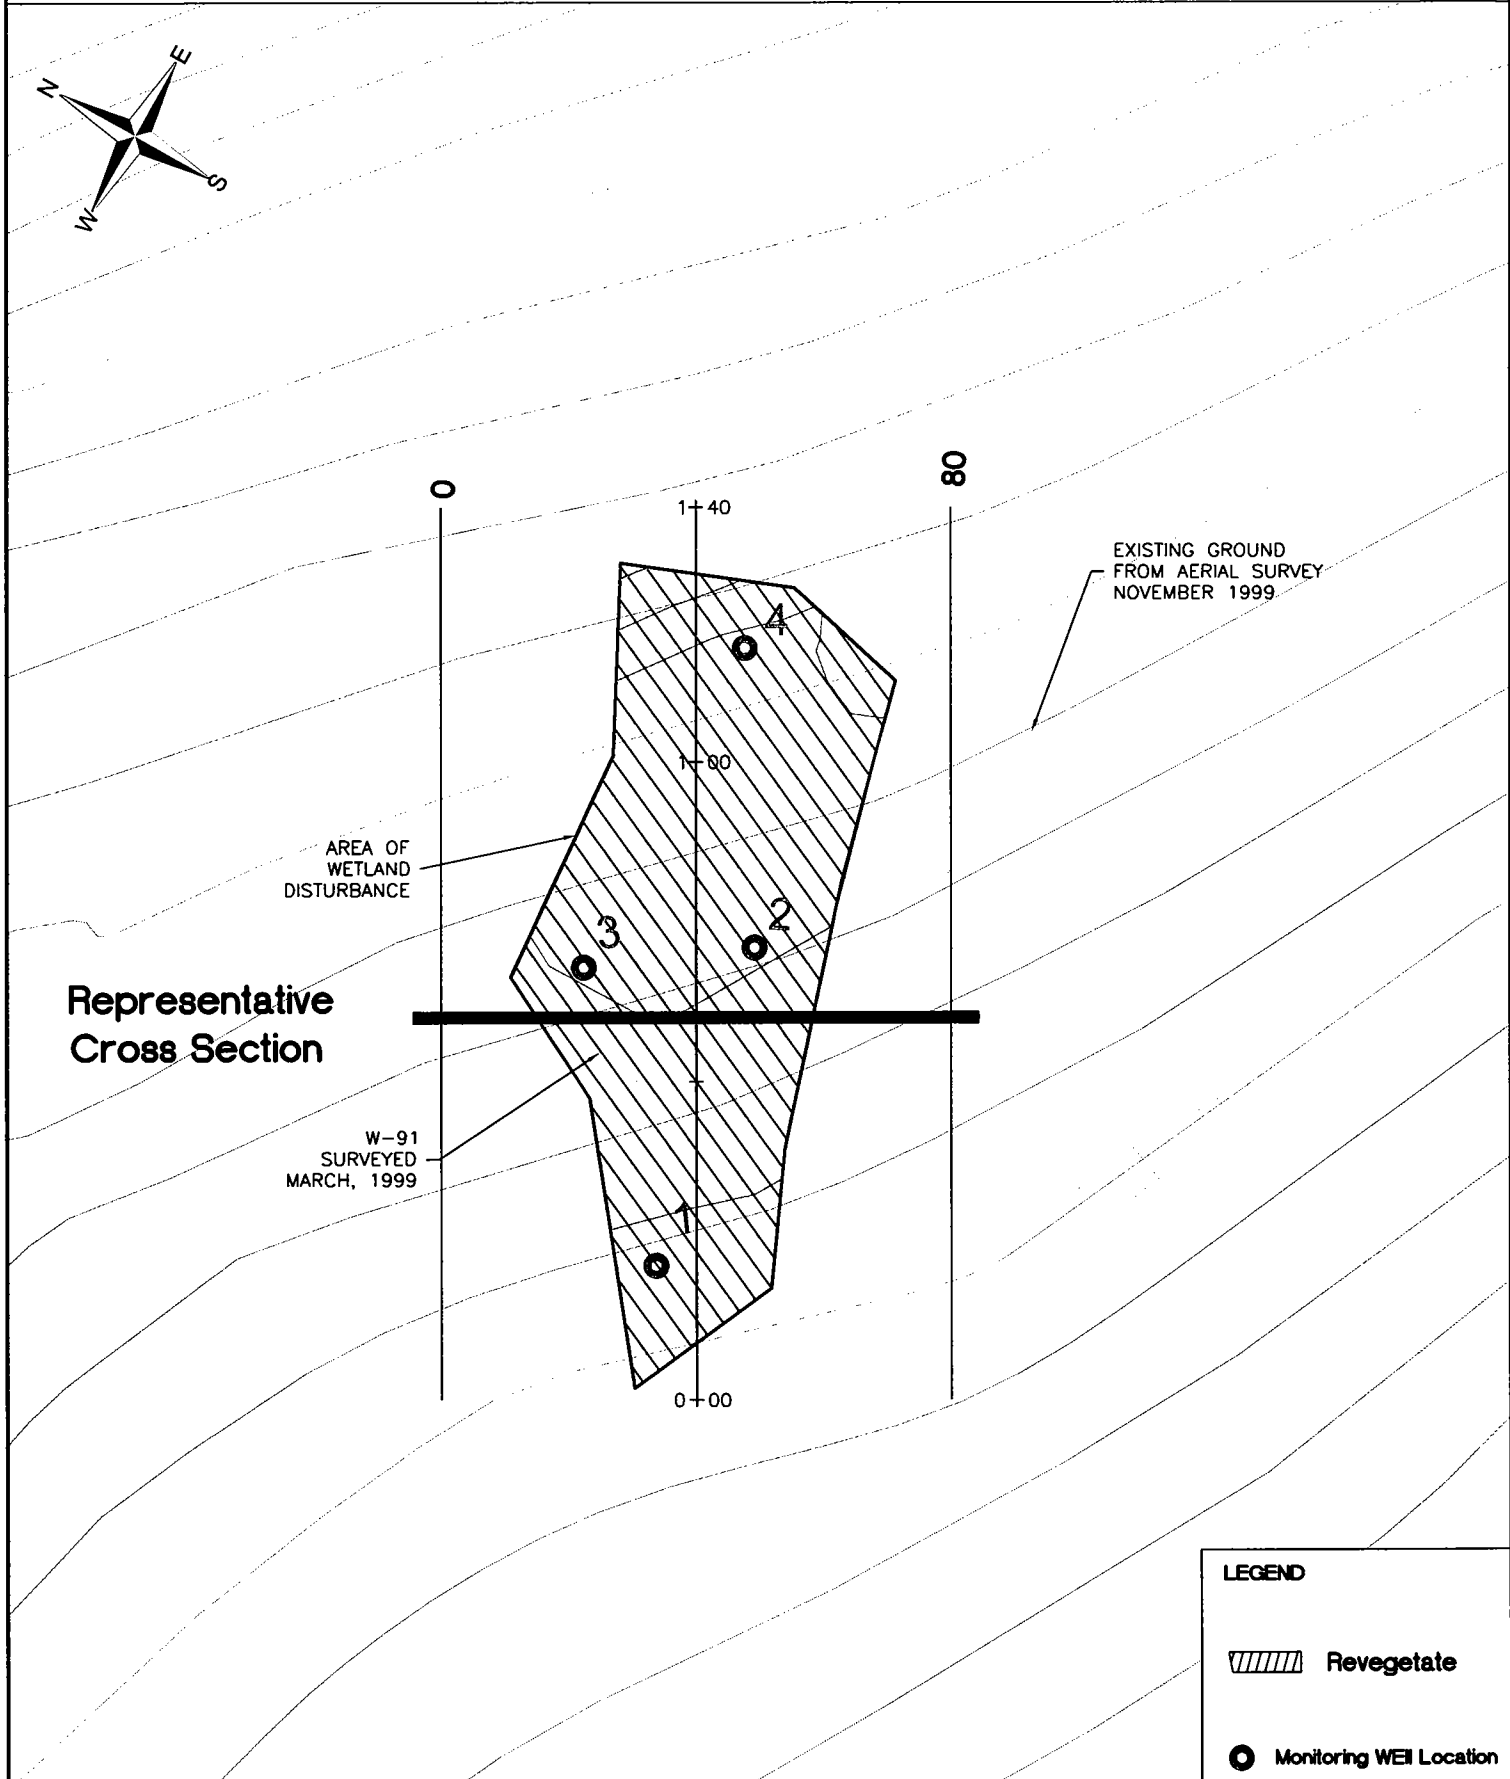 E
N
S
W
0
80
1+40
EXISTING GROUND
FROM AERIAL SURVEY
NOVEMBER 1999
4
1+00
AREA OF
WETLAND
DISTURBANCE
3
2
Representative
Cross Section
W-91
SURVEYED
MARCH, 1999
1
0+00
LEGEND
Revegetate
Monitoring WEll Location